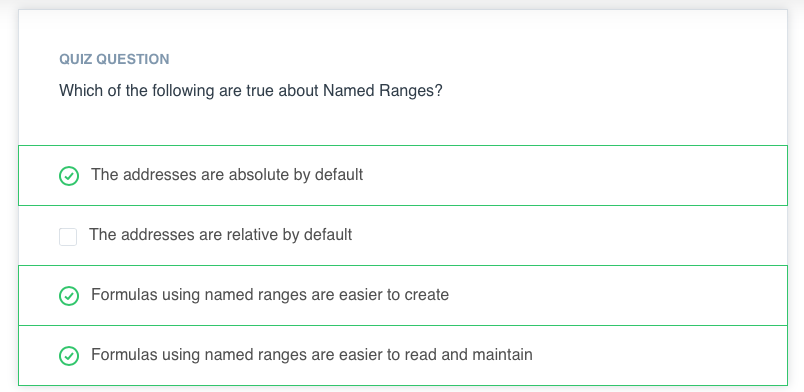 QUIZ QUESTION
Which of the following are true about Named Ranges?
The addresses are absolute by default
The addresses are relative by default
Formulas using named ranges are easier to create
Formulas using named ranges are easier to read and maintain